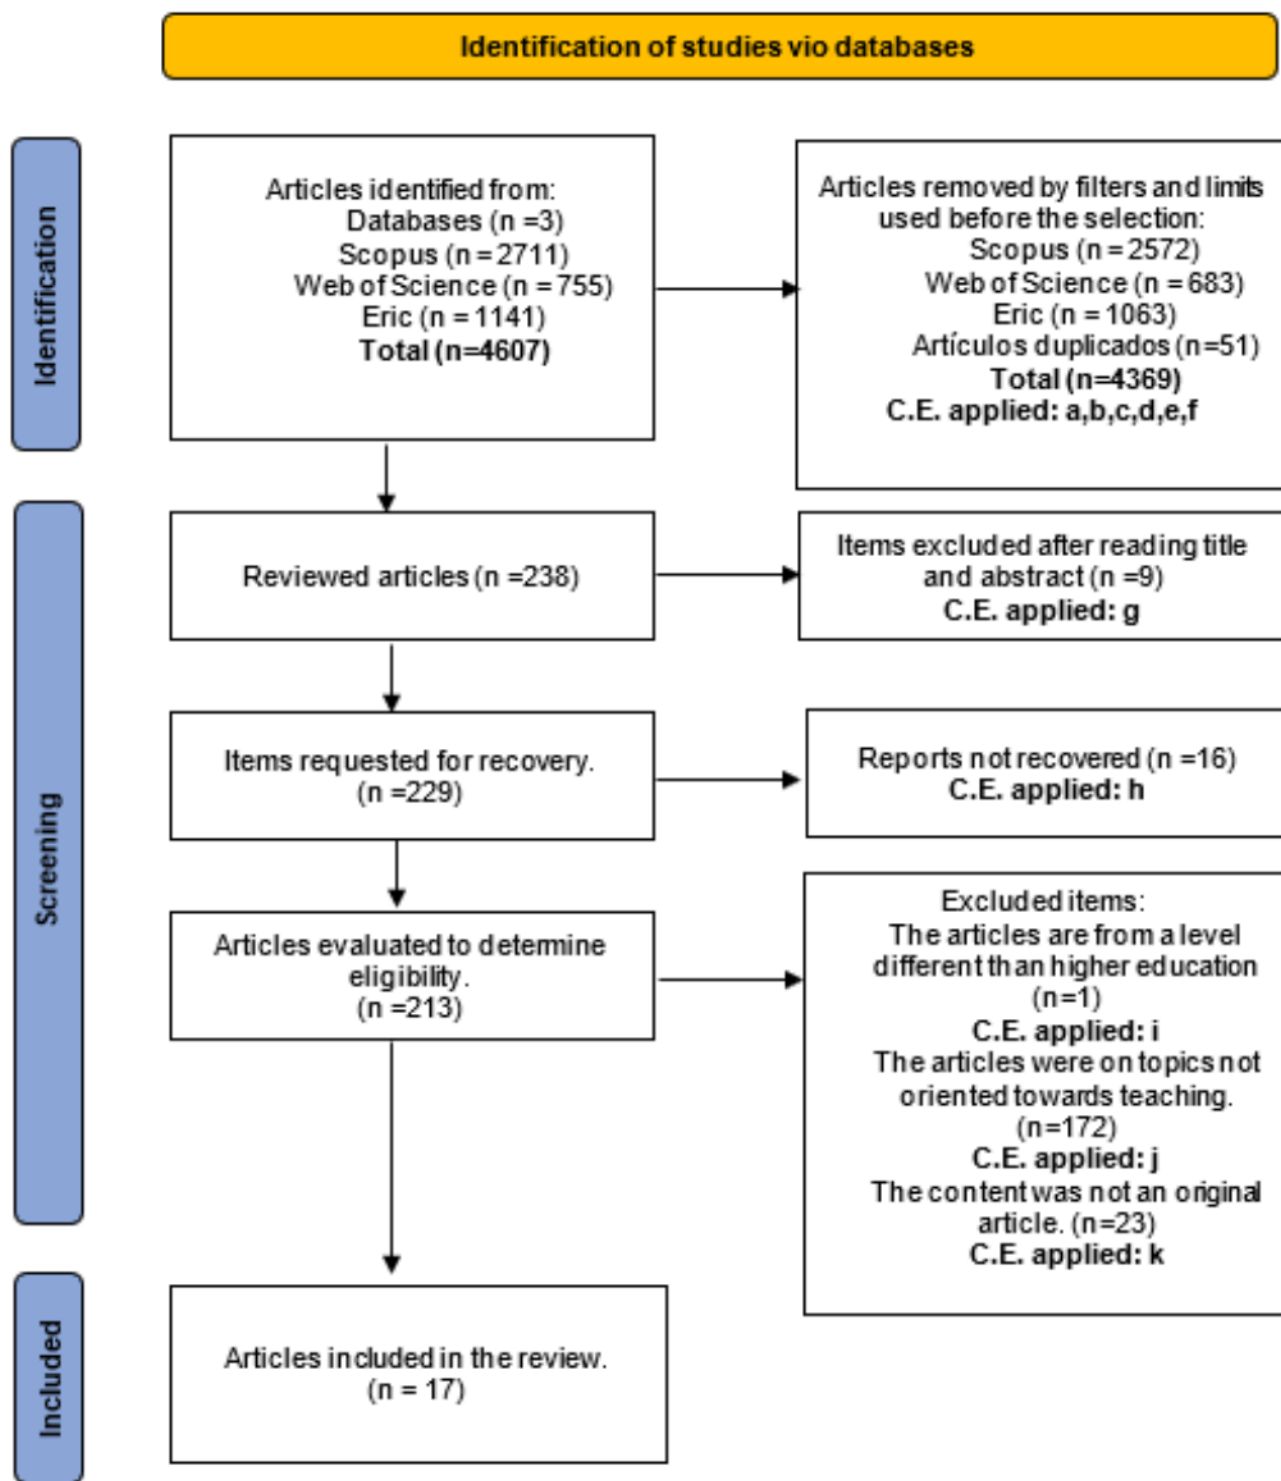 Identification of studies vio databases
Identification
Articles identified from:
Databases (n =3)
Scopus (n = 2711)
Web of Science (n = 755)
Eric (n = 1141)
Total (n=4607)
Articles removed by filters and limits
used before the selection:
Scopus (n = 2572)
Web of Science (n = 683)
Eric (n = 1063)
Artículos duplicados (n=51)
Total (n=4369)
C.E. applied: a,b,c,d,e,f
Screening
Reviewed articles (n =238)
Items excluded after reading title
and abstract (n =9)
C.E. applied: g
Items requested for recovery.
(n =229)
Reports not recovered (n =16)
C.E. applied: h
Articles evaluated to determine
eligibility.
(n =213)
Excluded items:
The articles are from a level
different than higher education
(n=1)
C.E. applied: i
The articles were on topics not
oriented towards teaching.
(n=172)
C.E. applied: j
The content was not an original
article. (n=23)
C.E. applied: k
Included
Articles included in the review.
(n = 17)